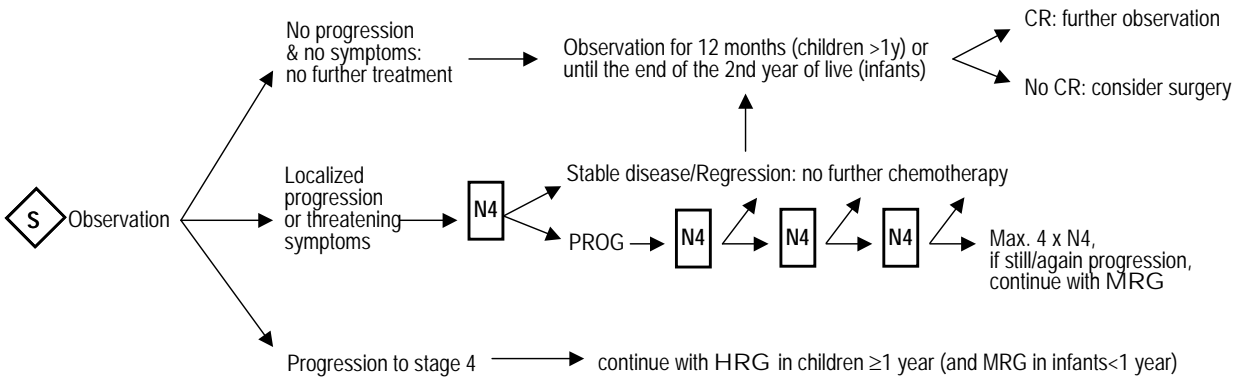 No progression
& no symptoms:
no further treatment
Observation for 12 months (children >1y) or
until the end of the 2nd year of live (infants)
CR: further observation
No CR: consider surgery
S
Observation
Localized
progression
or threatening
symptoms
N4
Stable disease/Regression: no further chemotherapy
PROG
N4
N4
N4
Max. 4 x N4,
if still/again progression,
continue with MRG
Progression to stage 4
continue with HRG in children ≥1 year (and MRG in infants<1 year)